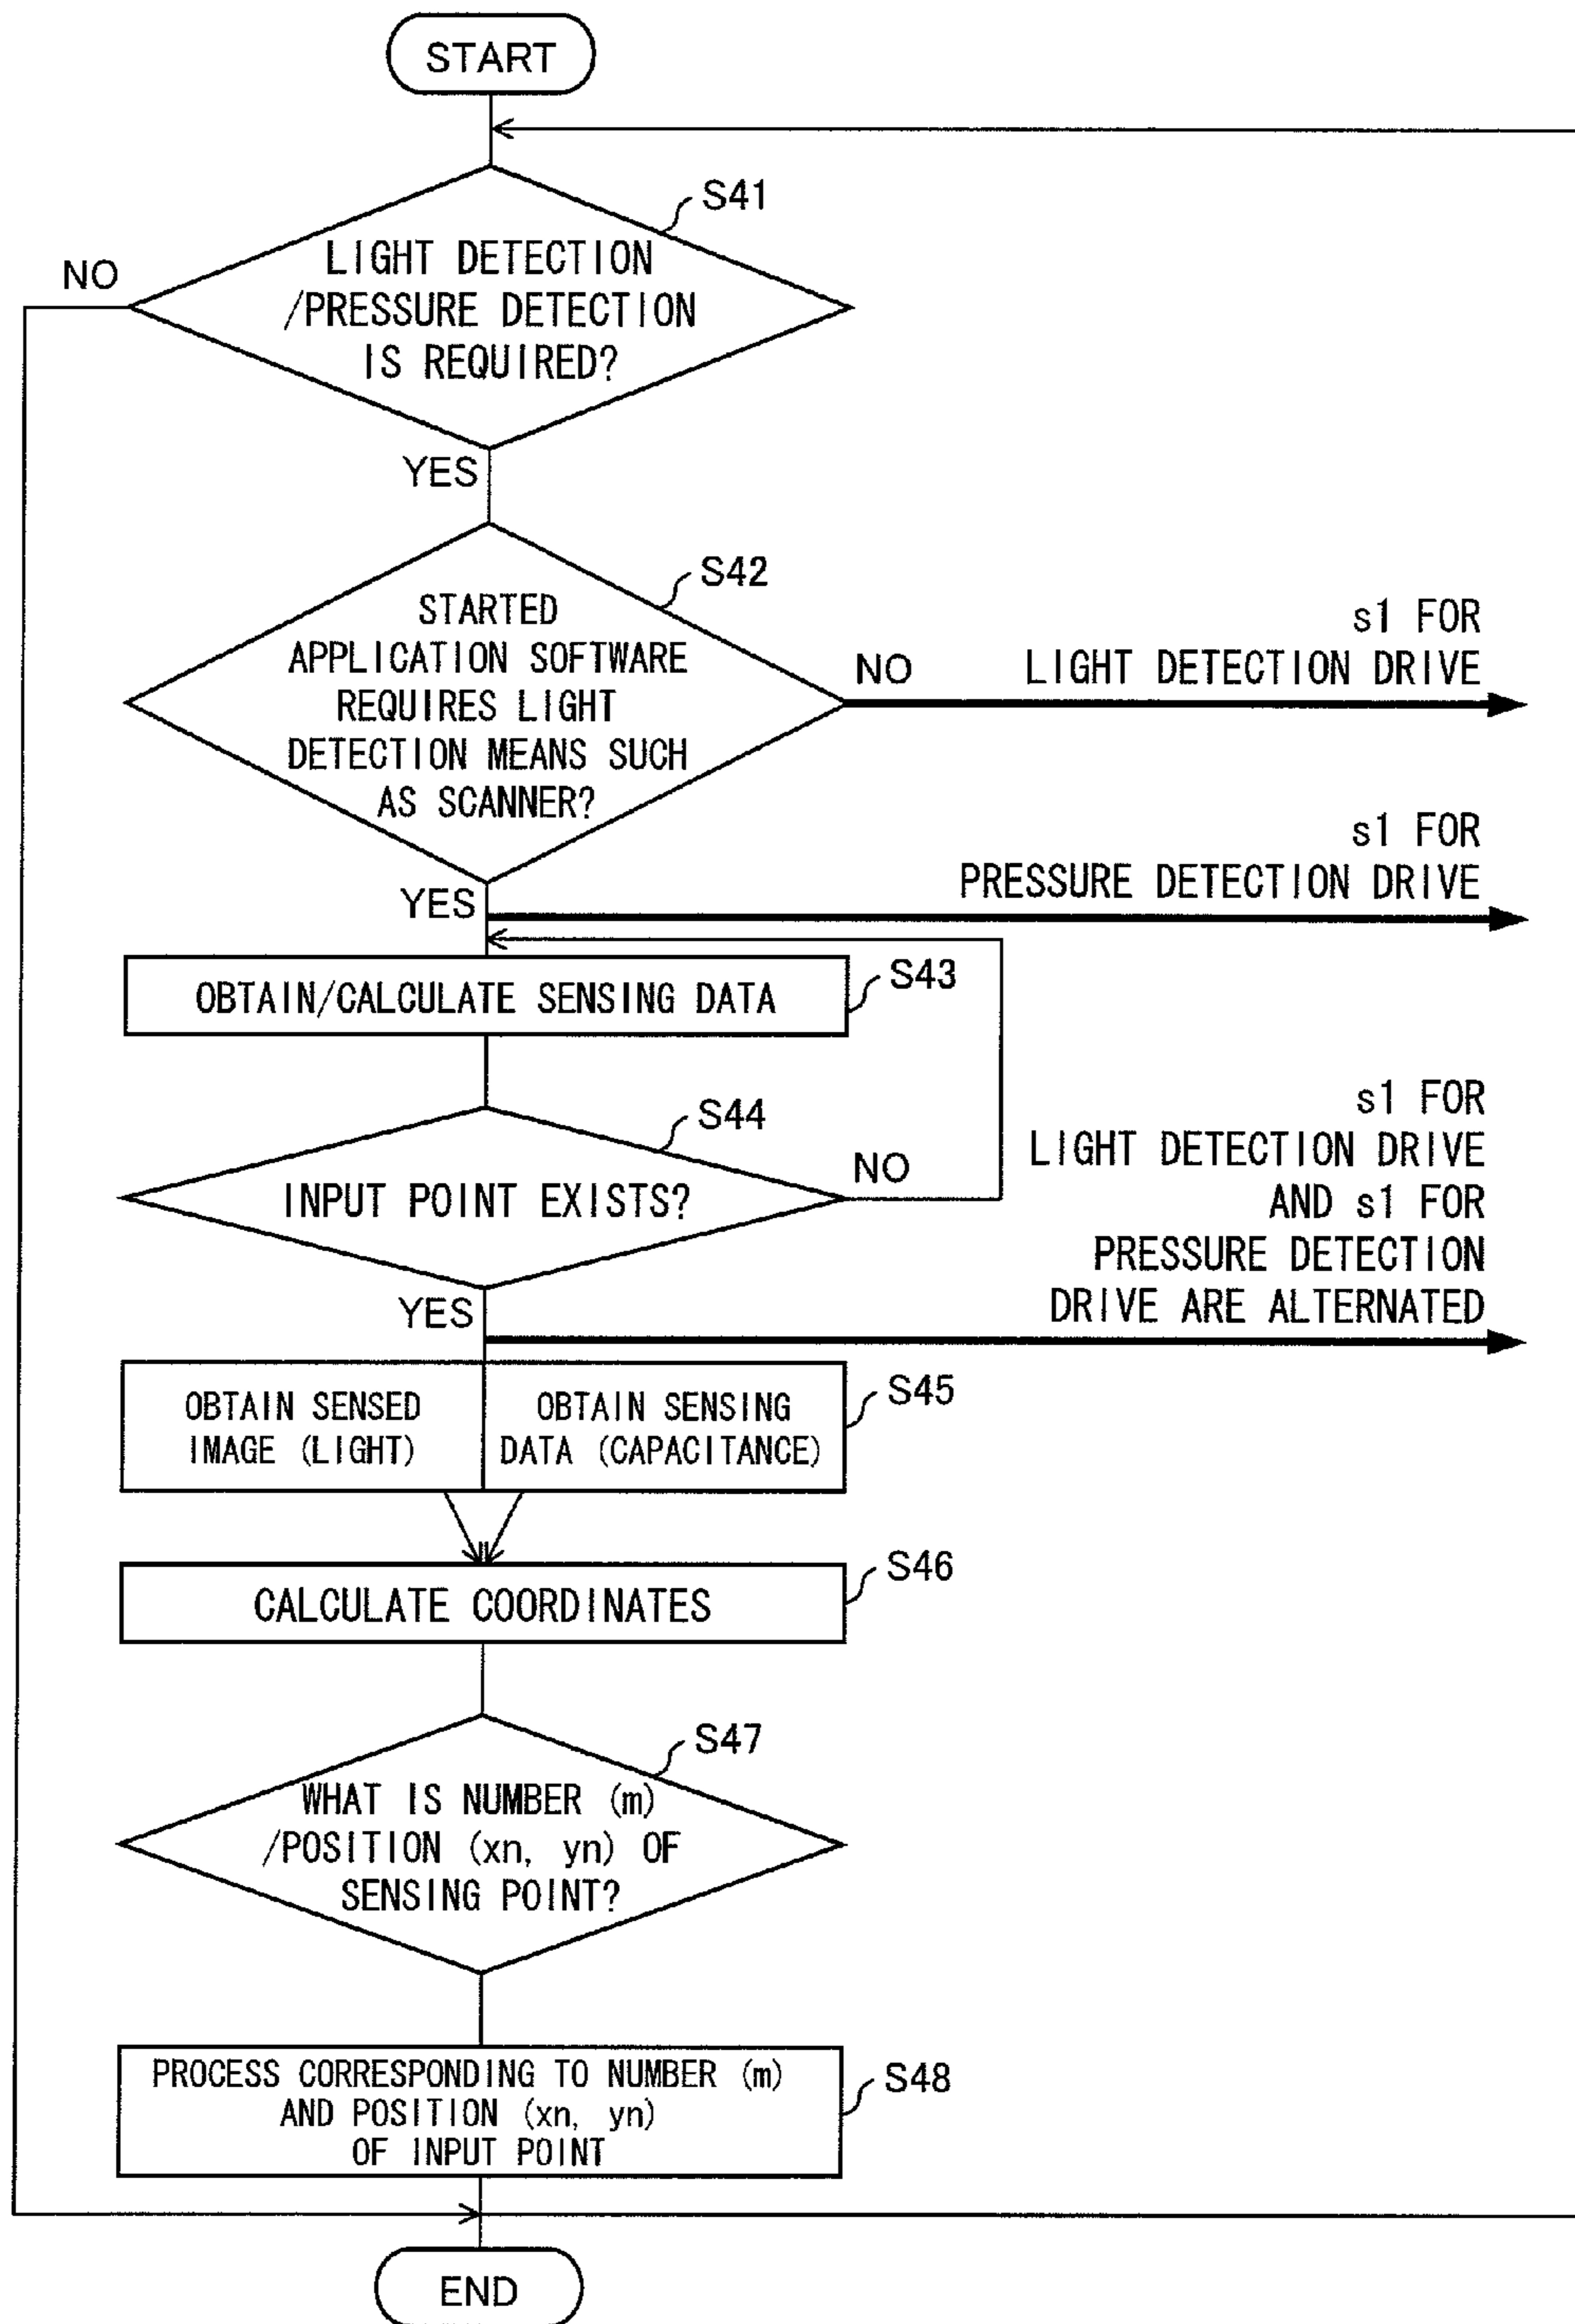 START
S41
NO
LIGHT DETECTION
/PRESSURE DETECTION
IS REQUIRED?
YES
S42
STARTED
APPLICATION SOFTWARE
REQUIRES LIGHT
DETECTION MEANS SUCH
AS SCANNER?
NO
s1 FOR
LIGHT DETECTION DRIVE
YES
s1 FOR
PRESSURE DETECTION DRIVE
OBTAIN/CALCULATE SENSING DATA
S43
S44
INPUT POINT EXISTS?
NO
YES
s1 FOR
LIGHT DETECTION DRIVE
AND s1 FOR
PRESSURE DETECTION
DRIVE ARE ALTERNATED
OBTAIN SENSED
IMAGE (LIGHT)
OBTAIN SENSING
DATA (CAPACITANCE)
S45
CALCULATE COORDINATES
S46
S47
WHAT IS NUMBER (m)
/POSITION (xn, yn) OF
SENSING POINT?
PROCESS CORRESPONDING TO NUMBER (m)
AND POSITION (xn, yn)
OF INPUT POINT
S48
END